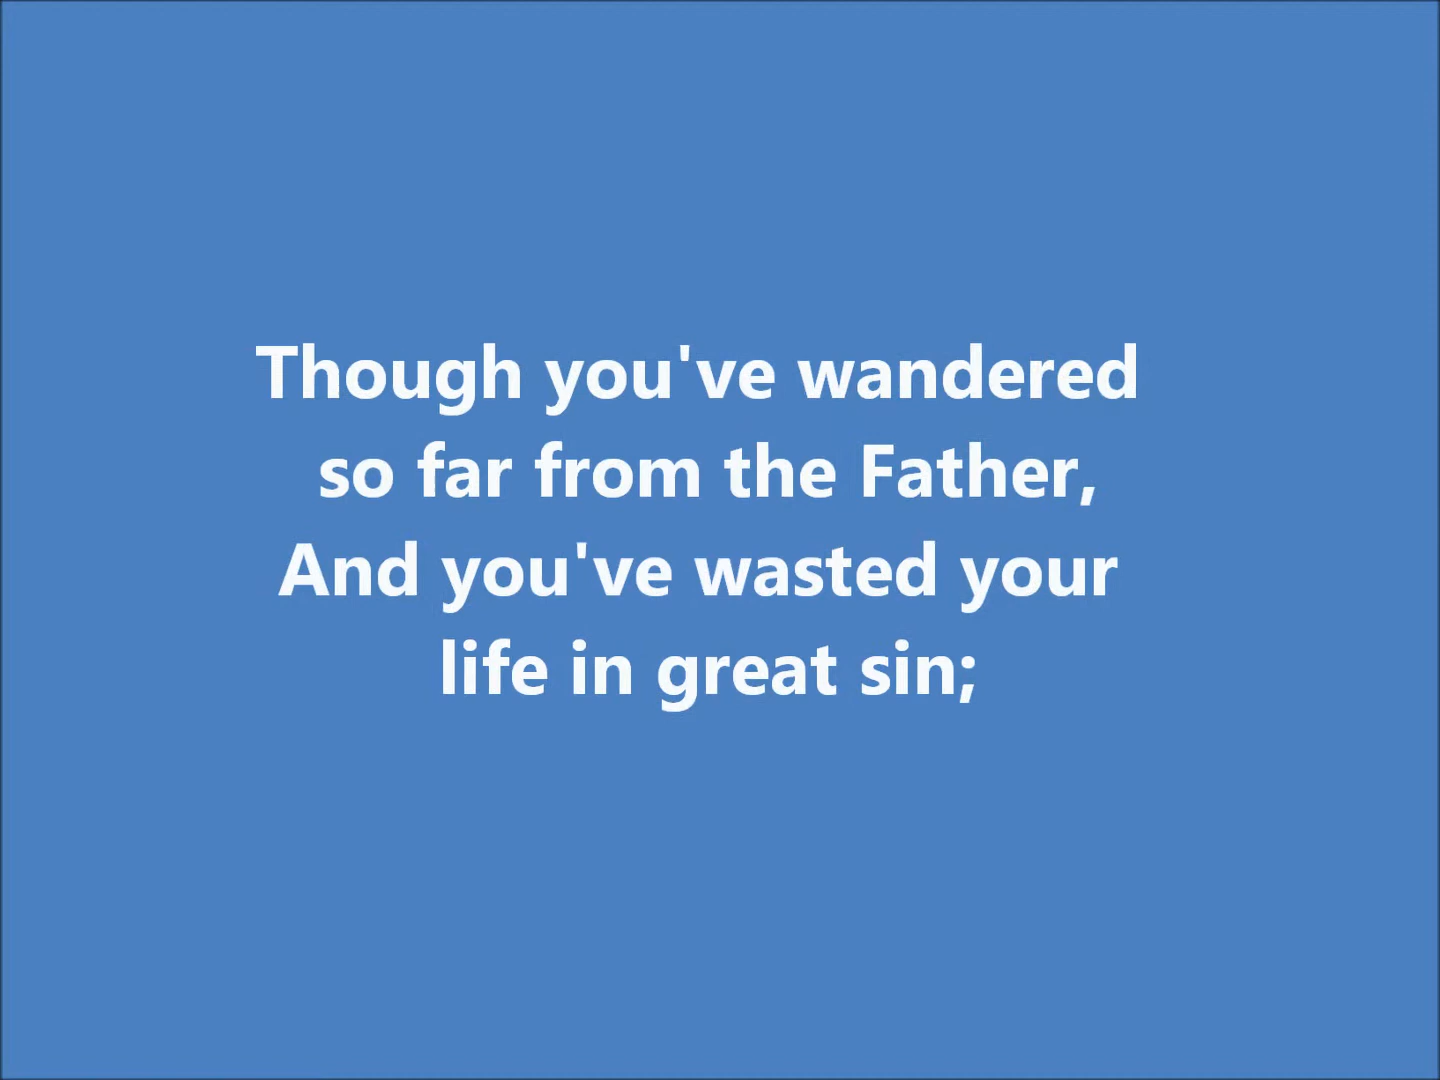 Though you've wandered
so far from the Father,
And you've wasted your
life in great sin;